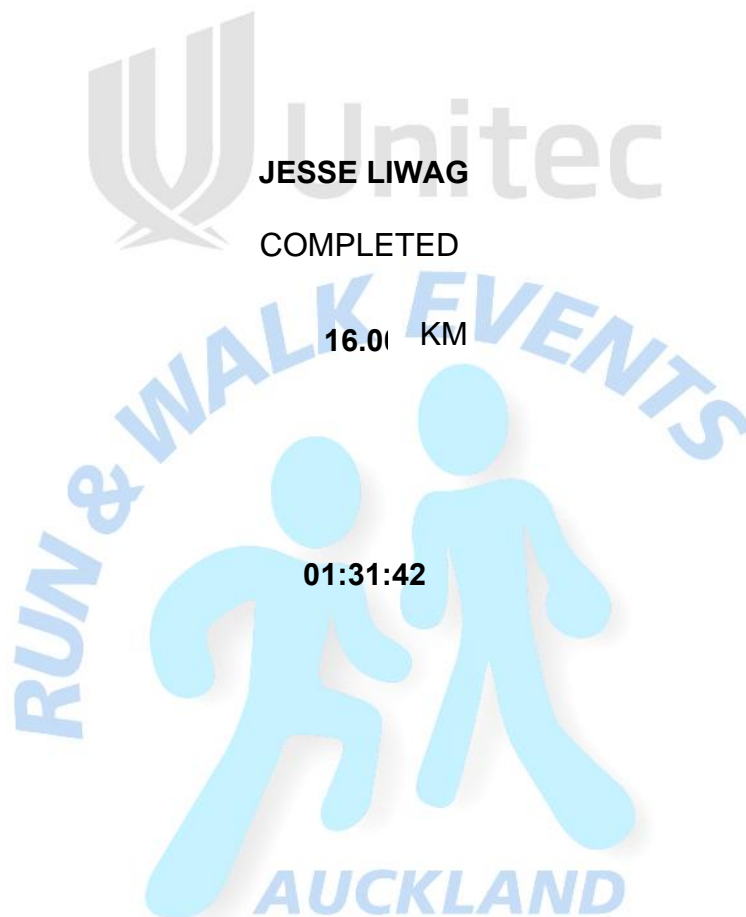 Unitec
JESSE LIWAG
COMPLETED
16.0 KM
RUN & WALK EVENTS
01:31:42
AUCKLAND